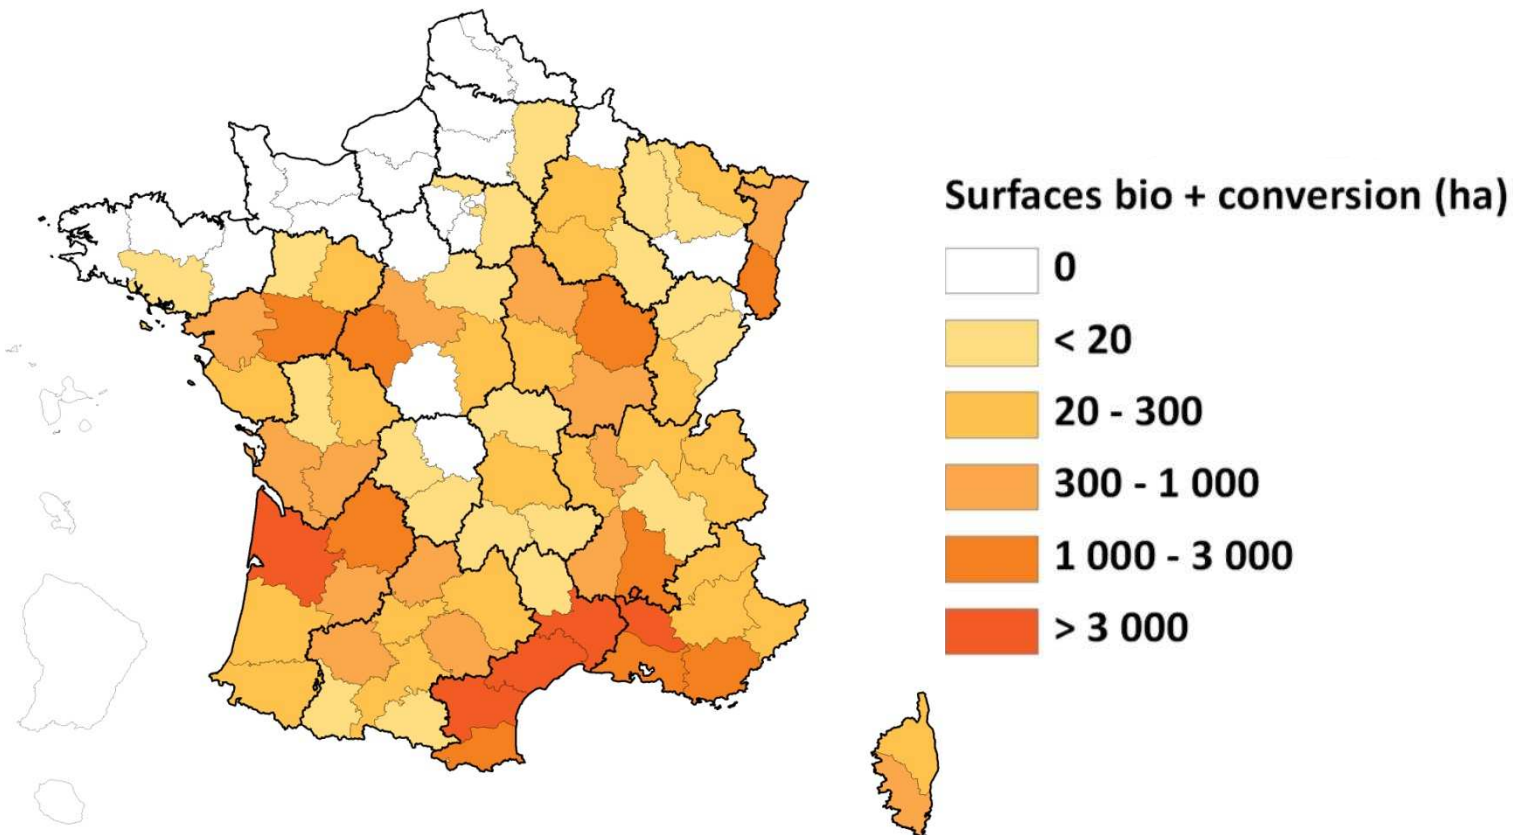 Surfaces bio + conversion (ha)
0
< 20
20 - 300
300 - 1 000
1 000 - 3 000
> 3 000